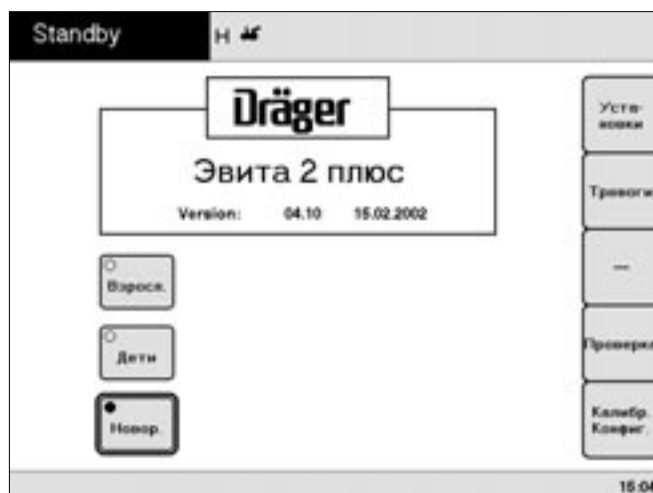 Standby
H
Dräger
Эвита 2 плюс
Version: 04.10 15.02.2002
Взросл.
Дети
Новор.
Уста-
новки
Тревоги
—
Проверка
Калибр.
Конфиг.
15:04